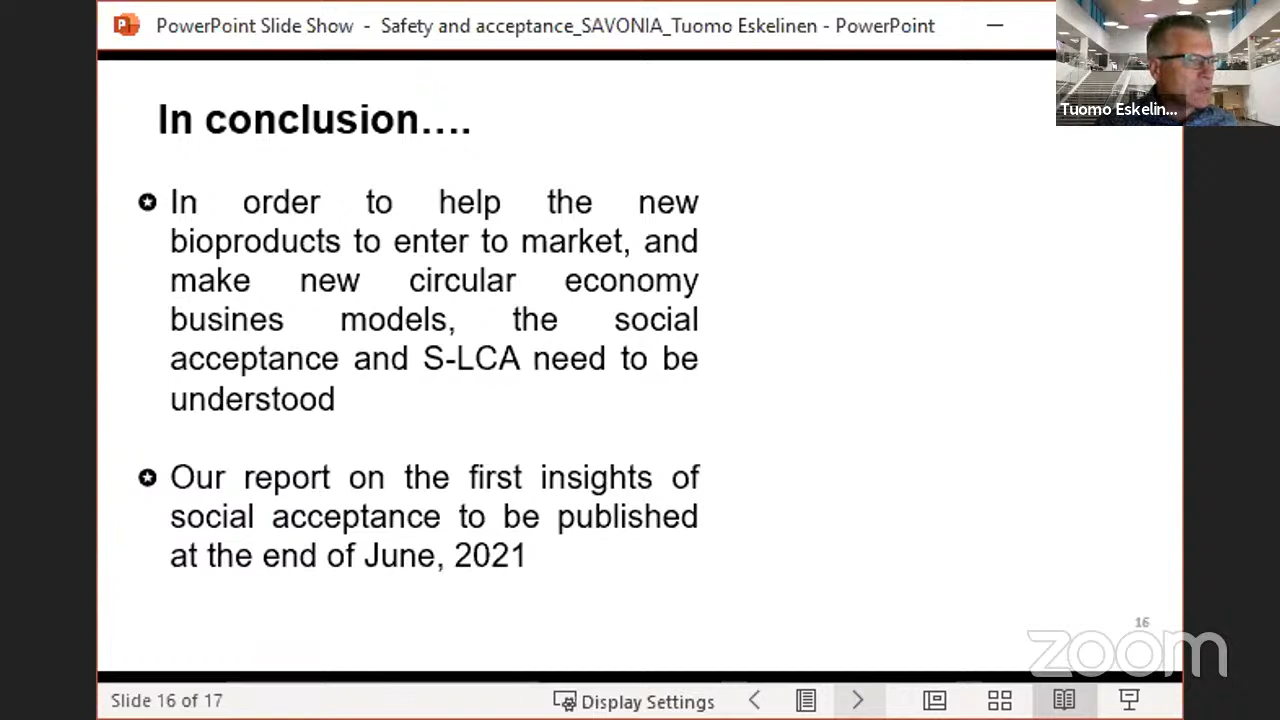 PowerPoint Slide Show - Safety and acceptance_SAVONIA_Tuomo Eskelinen - PowerPoint
Tuomo Eskelin...
In conclusion....
In order to help the new
bioproducts to enter to market, and
make new circular economy
busines models, the social
acceptance and S-LCA need to be
understood
Our report on the first insights of
social acceptance to be published
at the end of June, 2021
16
zoom
Slide 16 of 17
Display Settings